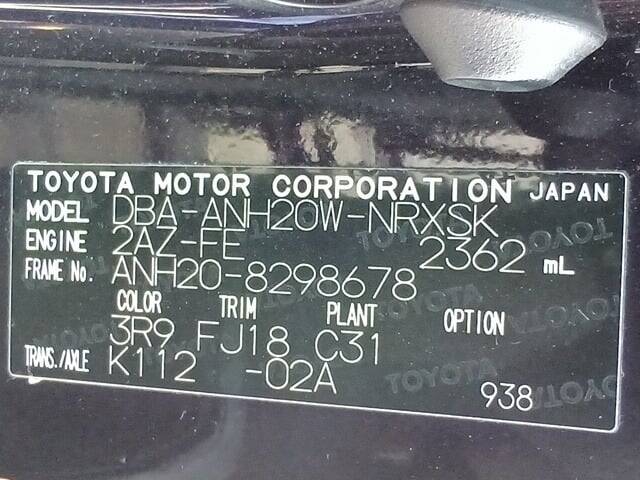 TOYOTA MOTOR CORPORATION JAPAN
MODEL DBA-ANH20W-NRXSK
ENGINE 2AZ-FE 2362 mL
FRAME No. ANH20-8298678
COLOR TRIM PLANT OPTION
3R9 FJ18 C31
TRANS./AXLE K112 -02A
938